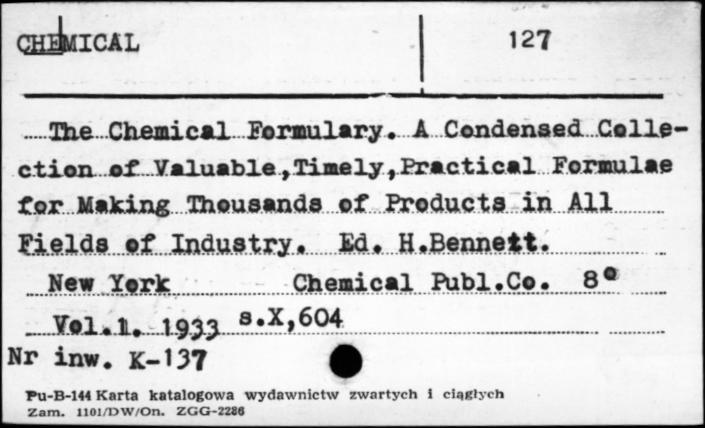 CHEMICAL 127
The Chemical Formulary. A Condensed Colle-
ction of Valuable,Timely,Practical Formulae
for Making Thousands of Products in All
Fields of Industry. Ed. H.Bennett.
New York Chemical Publ.Co. 8°
Vol.1. 1933 s.X,604
Nr inw. K-137
Pu-B-144 Karta katalogowa wydawnictw zwartych i ciągłych
Zam. 1101/DW/On. ZGG-2286